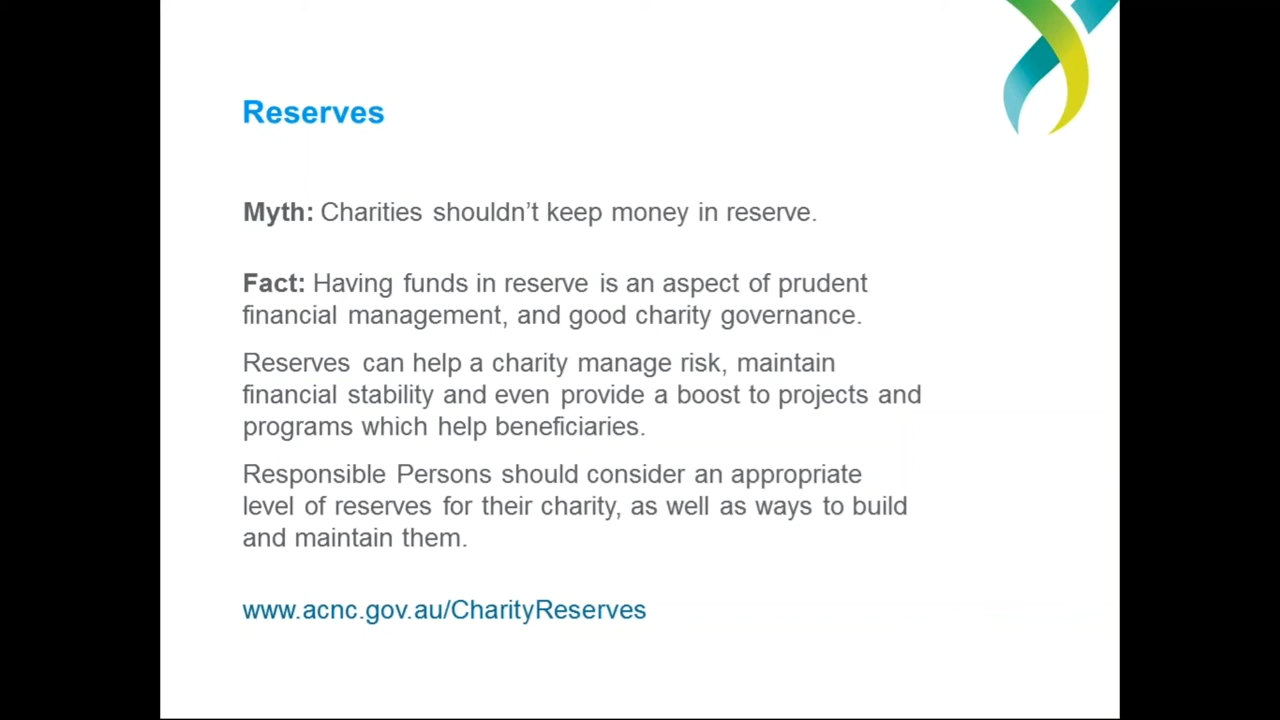 Reserves
Myth: Charities shouldn’t keep money in reserve.
Fact: Having funds in reserve is an aspect of prudent
financial management, and good charity governance.
Reserves can help a charity manage risk, maintain
financial stability and even provide a boost to projects and
programs which help beneficiaries.
Responsible Persons should consider an appropriate
level of reserves for their charity, as well as ways to build
and maintain them.
www.acnc.gov.au/CharityReserves